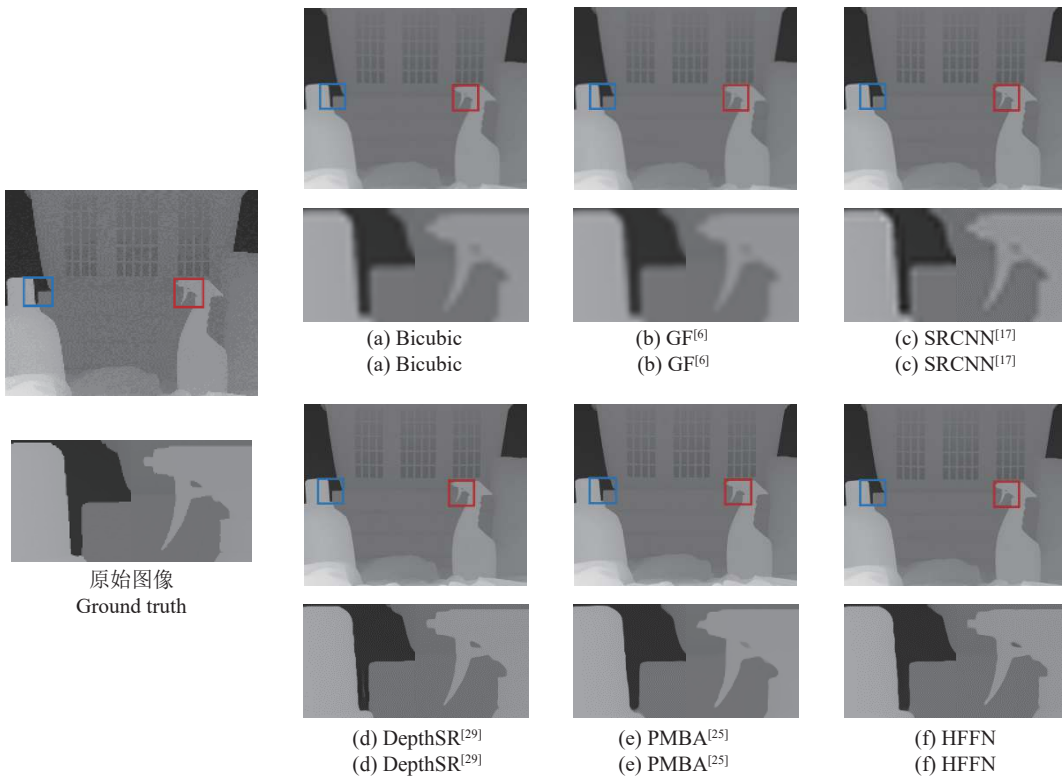 (a) Bicubic
(a) Bicubic
(b) GF[6]
(b) GF[6]
(c) SRCNN[17]
(c) SRCNN[17]
原始图像
Ground truth
(d) DepthSR[29]
(d) DepthSR[29]
(e) PMBA[25]
(e) PMBA[25]
(f) HFFN
(f) HFFN